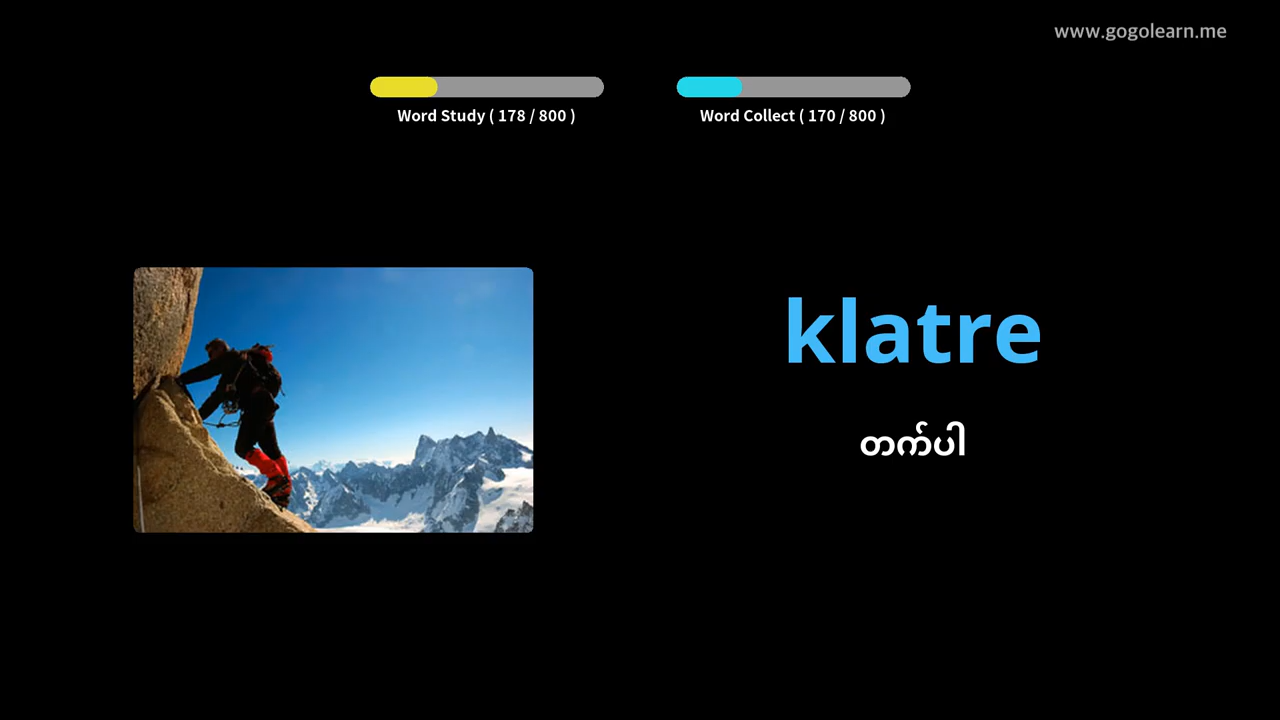 www.gogolearn.me
Word Study ( 178 / 800 )
Word Collect ( 170 / 800 )
klatre
တက်ပါ